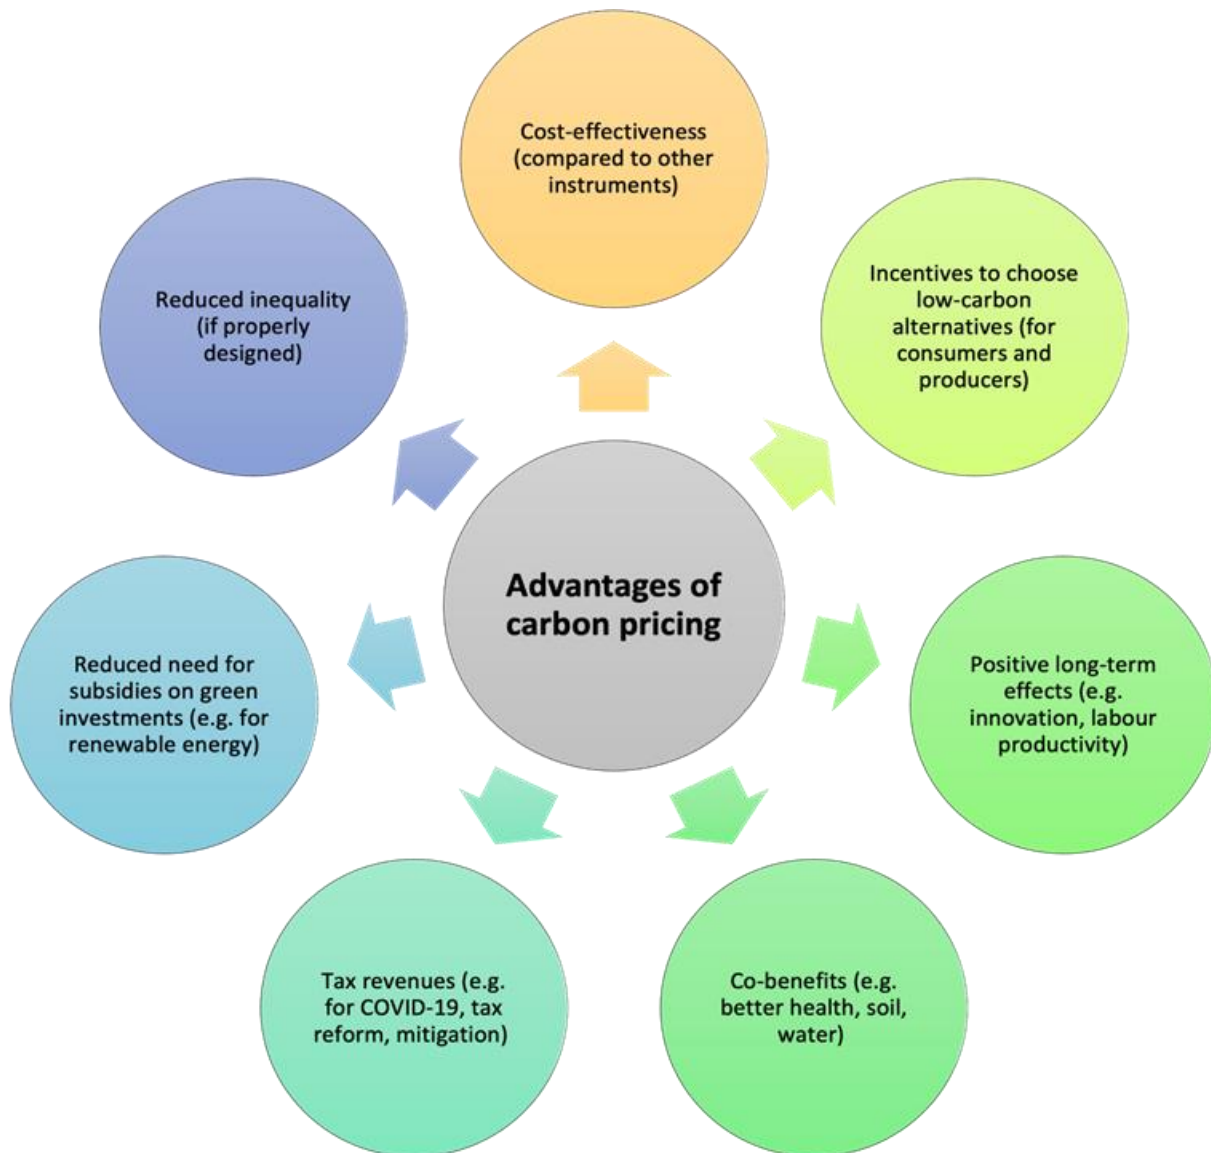 Cost-effectiveness
(compared to other
instruments)
Incentives to choose
low-carbon
alternatives (for
consumers and
producers)
Positive long-term
effects (e.g.
innovation, labour
productivity)
Co-benefits (e.g.
better health, soil,
water)
Tax revenues (e.g.
for COVID-19, tax
reform, mitigation)
Reduced need for
subsidies on green
investments (e.g. for
renewable energy)
Reduced inequality
(if properly
designed)
Advantages of
carbon pricing